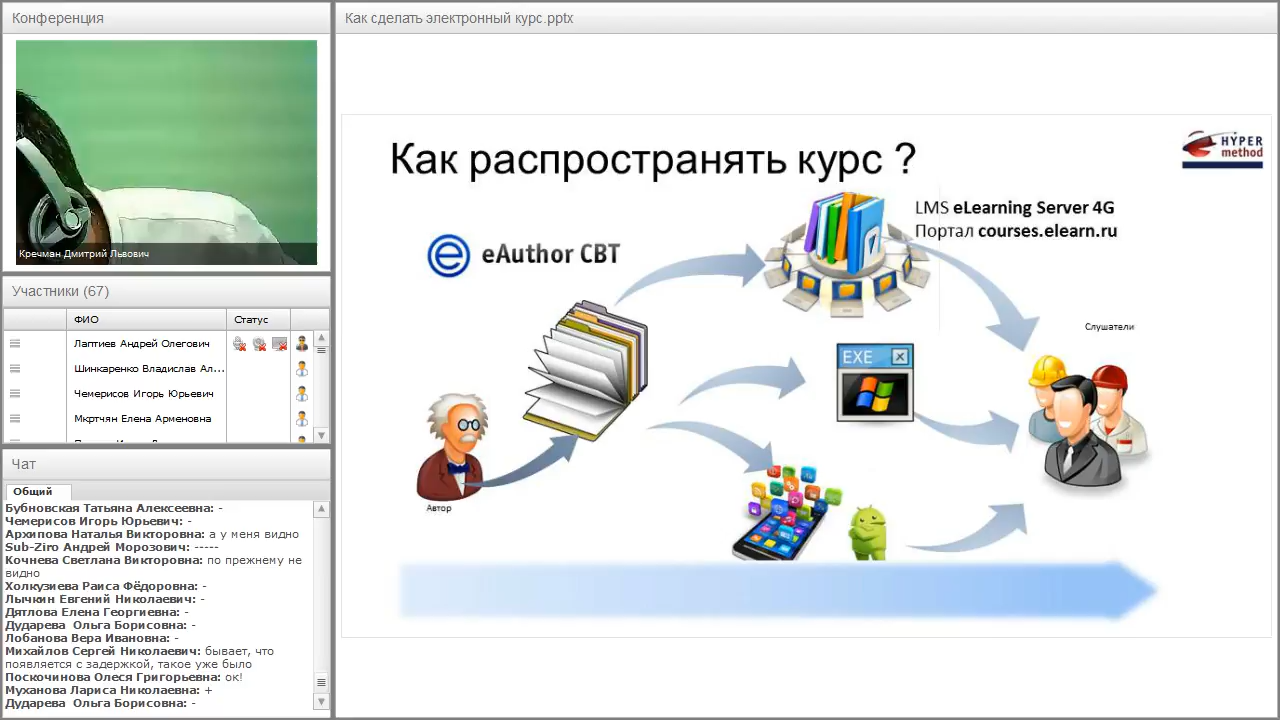 Конференция
Кречман Дмитрий Львович
Участники (67)
ФИО Статус
Лаптиев Андрей Олегович
Шинкаренко Владислав Ал...
Чемерисов Игорь Юрьевич
Мкртчян Елена Арменовна
Чат
Общий
Бубновская Татьяна Алексеевна: -
Чемерисов Игорь Юрьевич: -
Архипова Наталья Викторовна: а у меня видно
Sub-Ziro Андрей Морозович: -----
Кочнева Светлана Викторовна: по прежнему не
видно
Холкузиева Раиса Фёдоровна: -
Лычкин Евгений Николаевич: -
Дятлова Елена Георгиевна: -
Дударева Ольга Борисовна: -
Лобанова Вера Ивановна: -
Михайлов Сергей Николаевич: бывает, что
появляется с задержкой, такое уже было
Поскочинова Олеся Григорьевна: ок!
Муханова Лариса Николаевна: +
Дударева Ольга Борисовна: -
Как сделать электронный курс.pptx
Как распространять курс ?
HYPER
method
LMS eLearning Server 4G
Портал courses.elearn.ru
eAuthor CBT
Слушатели
EXE
Автор